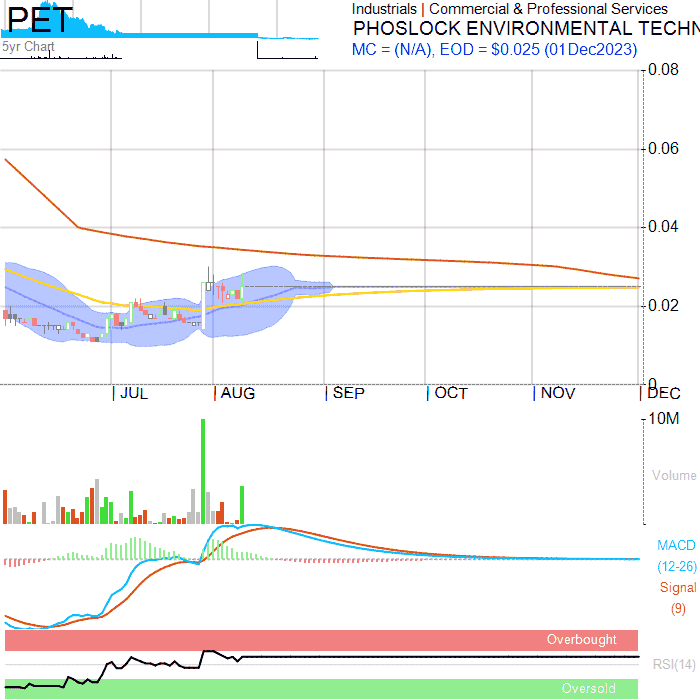 PET
5yr Chart
Industrials | Commercial & Professional Services
PHOSLOCK ENVIRONMENTAL TECHN
MC = (N/A), EOD = $0.025 (01Dec2023)
0.08
0.06
0.04
0.02
0
JUL AUG SEP OCT NOV DEC
10M
Volume
MACD
(12-26)
Signal
(9)
Overbought
RSI(14)
Oversold